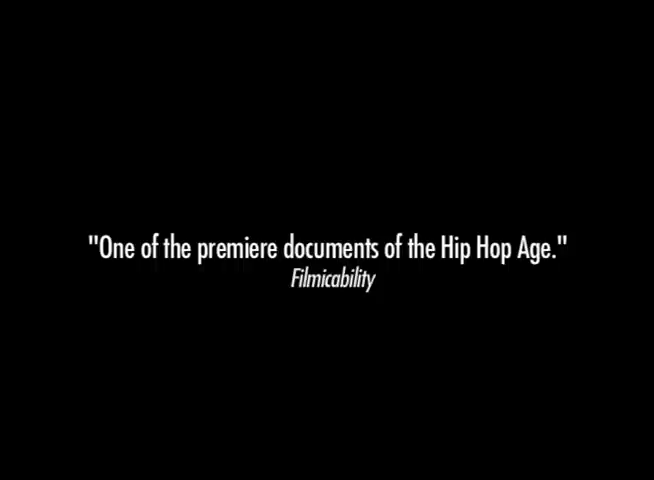 "One of the premiere documents of the Hip Hop Age."
Filmicability